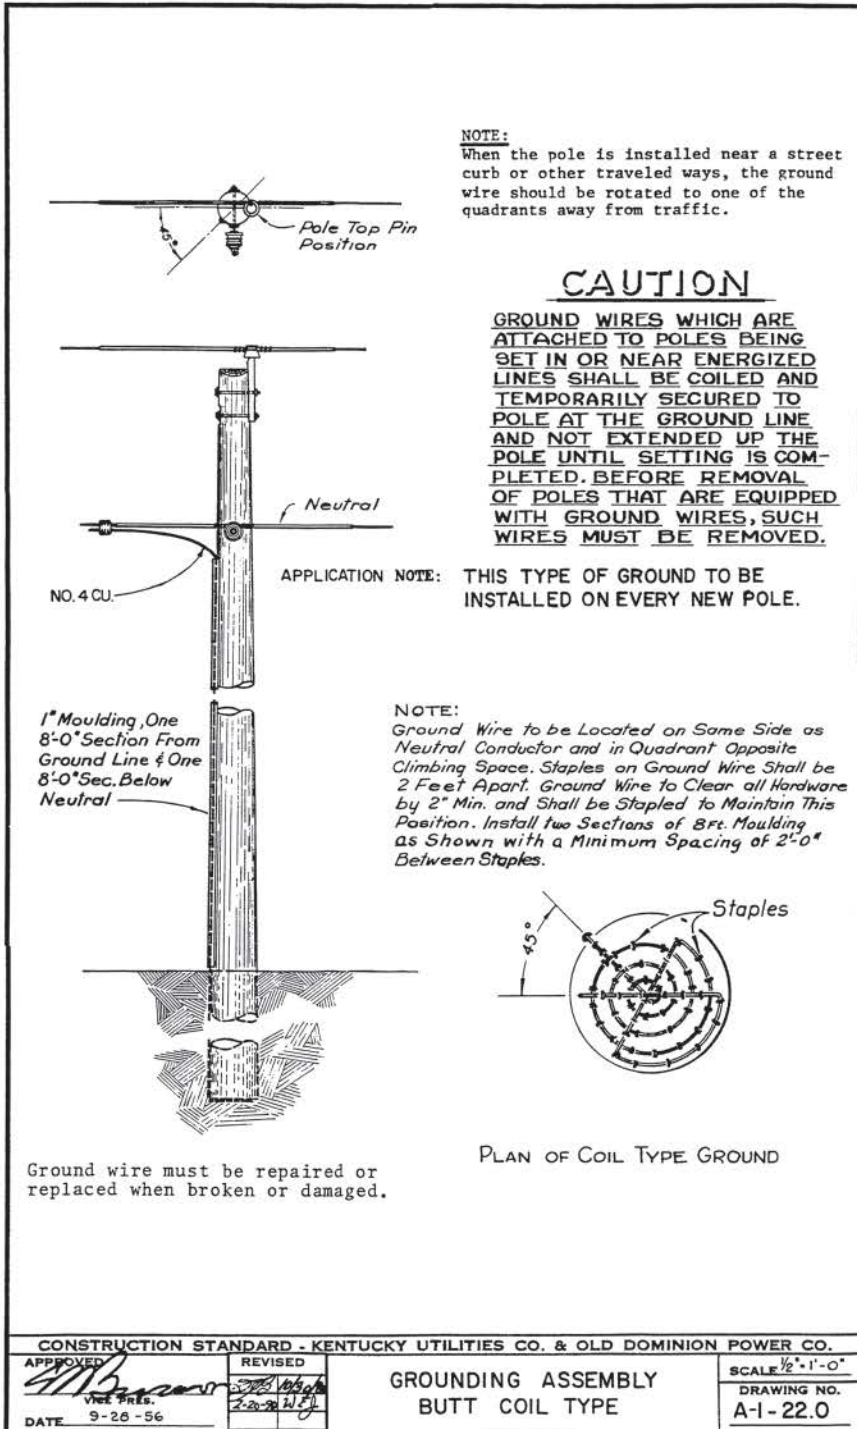 NOTE:
When the pole is installed near a street
curb or other traveled ways, the ground
wire should be rotated to one of the
quadrants away from traffic.
45°
Pole Top Pin
Position
CAUTION
GROUND WIRES WHICH ARE
ATTACHED TO POLES BEING
SET IN OR NEAR ENERGIZED
LINES SHALL BE COILED AND
TEMPORARILY SECURED TO
POLE AT THE GROUND LINE
AND NOT EXTENDED UP THE
POLE UNTIL SETTING IS COM-
PLETED. BEFORE REMOVAL
OF POLES THAT ARE EQUIPPED
WITH GROUND WIRES, SUCH
WIRES MUST BE REMOVED.
Neutral
NO. 4 CU.
APPLICATION NOTE: THIS TYPE OF GROUND TO BE
INSTALLED ON EVERY NEW POLE.
1" Moulding, One
8'-0" Section From
Ground Line & One
8'-0" Sec. Below
Neutral
NOTE:
Ground Wire to be Located on Same Side as
Neutral Conductor and in Quadrant Opposite
Climbing Space. Staples on Ground Wire Shall be
2 Feet Apart. Ground Wire to Clear all Hardware
by 2" Min. and Shall be Stapled to Maintain This
Position. Install two Sections of 8Ft. Moulding
as Shown with a Minimum Spacing of 2'-0"
Between Staples.
Staples
45°
PLAN OF COIL TYPE GROUND
Ground wire must be repaired or
replaced when broken or damaged.
CONSTRUCTION STANDARD - KENTUCKY UTILITIES CO. & OLD DOMINION POWER CO.
APPROVED
VICE PRES.
DATE 9-28-56
REVISED
2-20-90 WEJ
GROUNDING ASSEMBLY
BUTT COIL TYPE
SCALE ½"=1'-0"
DRAWING NO.
A-1-22.0